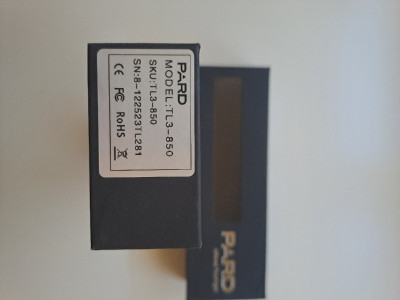 PARD
MODEL:TL3-850
SKU:TL3-850
SN:8-122523TL281
CE FC RoHS
PARD